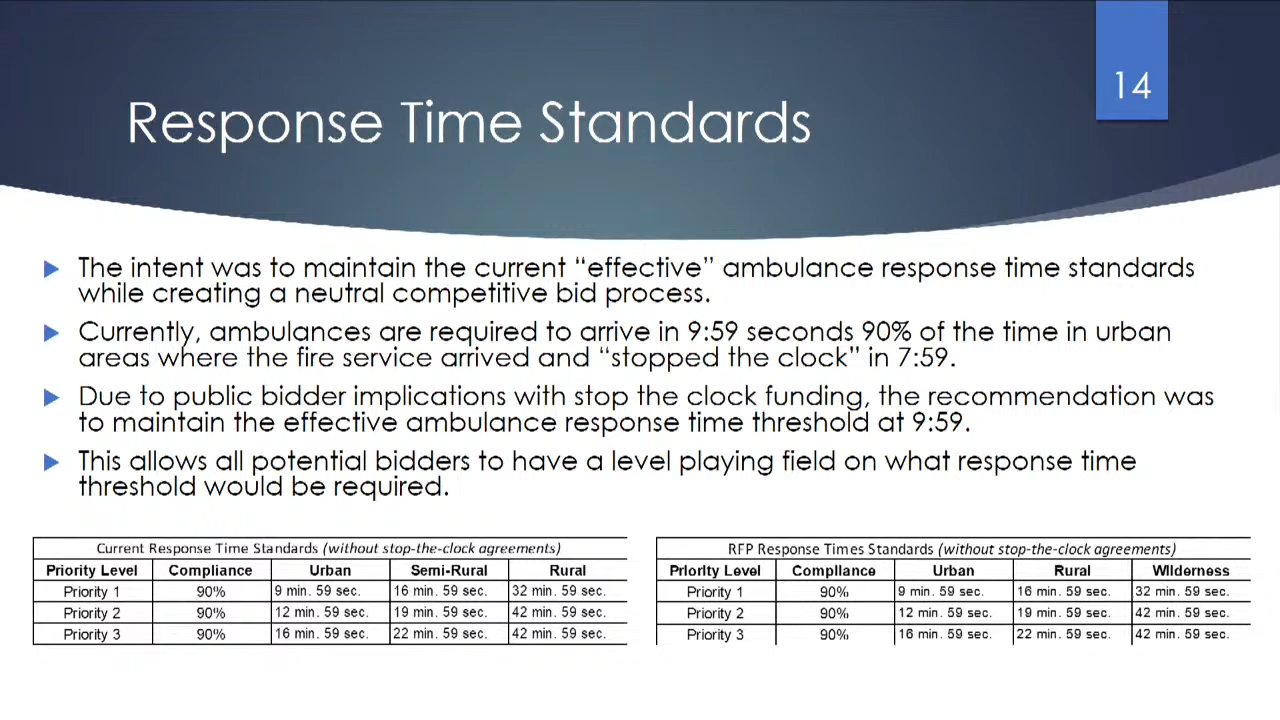 14
Response Time Standards
The intent was to maintain the current “effective” ambulance response time standards
while creating a neutral competitive bid process.
Currently, ambulances are required to arrive in 9:59 seconds 90% of the time in urban
areas where the fire service arrived and “stopped the clock” in 7:59.
Due to public bidder implications with stop the clock funding, the recommendation was
to maintain the effective ambulance response time threshold at 9:59.
This allows all potential bidders to have a level playing field on what response time
threshold would be required.
Current Response Time Standards (without stop-the-clock agreements)
Priority Level Compliance Urban Semi-Rural Rural
Priority 1 90% 9 min. 59 sec. 16 min. 59 sec. 32 min. 59 sec.
Priority 2 90% 12 min. 59 sec. 19 min. 59 sec. 42 min. 59 sec.
Priority 3 90% 16 min. 59 sec. 22 min. 59 sec. 42 min. 59 sec.
RFP Response Times Standards (without stop-the-clock agreements)
Priority Level Compliance Urban Rural Wilderness
Priority 1 90% 9 min. 59 sec. 16 min. 59 sec. 32 min. 59 sec.
Priority 2 90% 12 min. 59 sec. 19 min. 59 sec. 42 min. 59 sec.
Priority 3 90% 16 min. 59 sec. 22 min. 59 sec. 42 min. 59 sec.